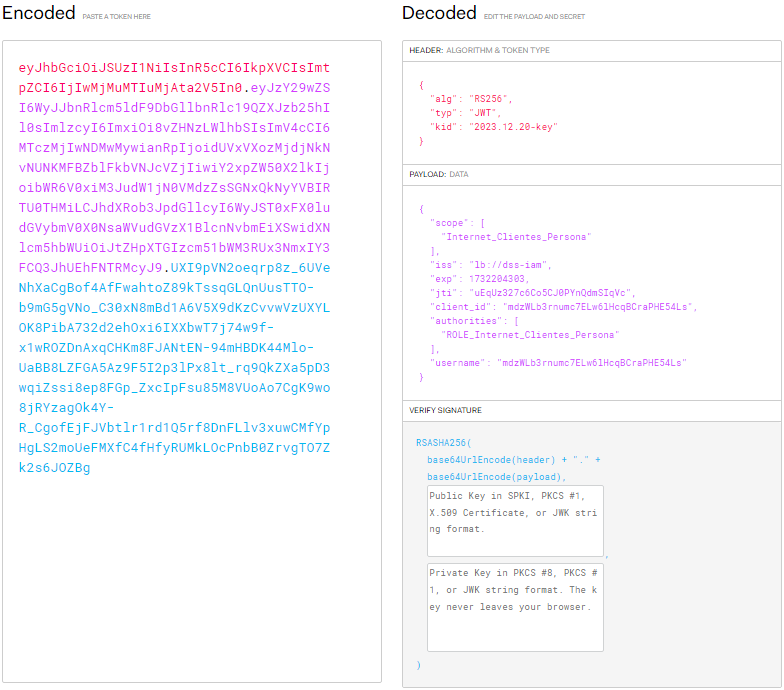 Encoded PASTE A TOKEN HERE
eyJhbGciOiJSUzI1NiIsInR5cCI6IkpXVCIsImt
pZCI6IjIwMjMuMTIuMjAta2V5In0.eyJzY29wZS
I6WyJJbnRlcm5ldF9DbGllbnRlc19QZXJzb25hI
l0sImlzcyI6ImxiOi8vZHNzLWlhbSIsImV4cCI6
MTczMjIwNDMwMywianRpIjoidUVxVXozMjdjNkN
vNUNKMFBZblFkbVNJcVZjIiwiY2xpZW50X2lkIj
oibWR6V0xiM3JudW1jN0VMdzZsSGNxQkNyYVBIR
TU0THMiLCJhdXRob3JpdGllcyI6WyJST0xFX0lu
dGVybmV0X0NsaWVudGVzX1BlcnNvbmEiXSwidXN
lcm5hbWUiOiJtZHpXTGIzcm51bWM3RUx3NmxIY3
FCQ3JhUEhFNTRMcyJ9.UXI9pVN2oeqrp8z_6UVe
NhXaCgBof4AfFwahtoZ89kTssqGLQnUusTTO-
b9mG5gVNo_C30xN8mBd1A6V5X9dKzCvvwVzUXYL
OK8PibA732d2ehOxi6IXXbwT7j74w9f-
x1wROZDnAxqCHKm8FJANtEN-94mHBDK44Mlo-
UaBB8LZFGA5Az9F5I2p3lPx8lt_rq9QkZXa5pD3
wqiZssi8ep8FGp_ZxcIpFsu85M8VUoAo7CgK9wo
8jRYzagOk4Y-
R_CgofEjFJVbtlr1rd1Q5rf8DnFLlv3xuwCMfYp
HgLS2moUeFMXfC4fHfyRUMkLOcPnbB0ZrvgTO7Z
k2s6JOZBg
Decoded EDIT THE PAYLOAD AND SECRET
HEADER: ALGORITHM & TOKEN TYPE
{
"alg": "RS256",
"typ": "JWT",
"kid": "2023.12.20-key"
}
PAYLOAD: DATA
{
"scope": [
"Internet_Clientes_Persona"
],
"iss": "lb://dss-iam",
"exp": 1732204303,
"jti": "uEqUz327c6Co5CJ0PYnQdmSIqVc",
"client_id": "mdzWLb3rnumc7ELw6lHcqBCraPHE54Ls",
"authorities": [
"ROLE_Internet_Clientes_Persona"
],
"username": "mdzWLb3rnumc7ELw6lHcqBCraPHE54Ls"
}
VERIFY SIGNATURE
RSASHA256(
base64UrlEncode(header) + "." +
base64UrlEncode(payload),
Public Key in SPKI, PKCS #1,
X.509 Certificate, or JWK stri
ng format.
,
Private Key in PKCS #8, PKCS #
1, or JWK string format. The k
ey never leaves your browser.
)